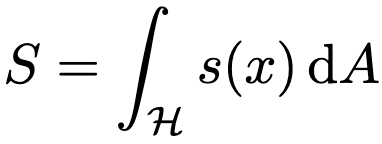 S = ∫_ℋ s(x) dA